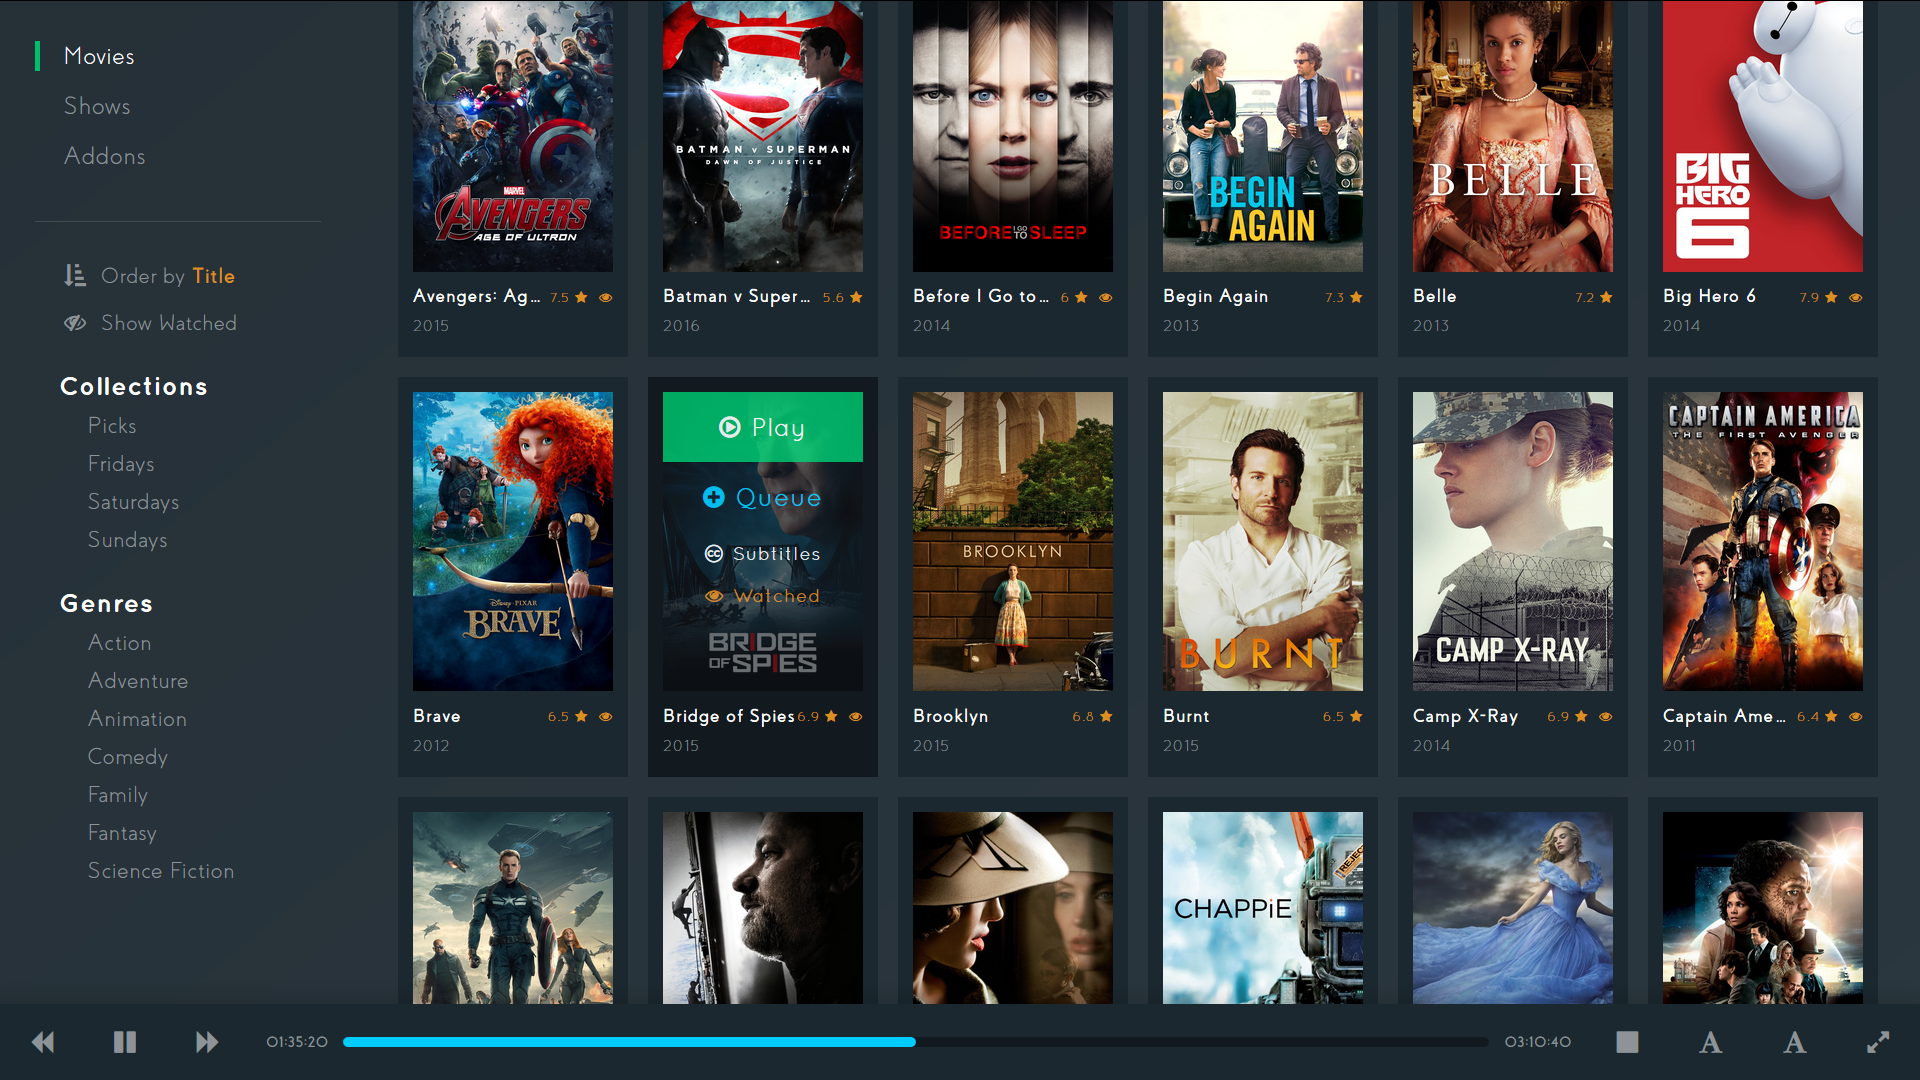 Movies
Shows
Addons
Order by Title
Show Watched
Collections
Picks
Fridays
Saturdays
Sundays
Genres
Action
Adventure
Animation
Comedy
Family
Fantasy
Science Fiction
MARVEL
AVENGERS
AGE OF ULTRON
Avengers: Ag... 7.5
2015
BATMAN v SUPERMAN
DAWN OF JUSTICE
Batman v Super... 5.6
2016
BEFORE I GO TO SLEEP
Before I Go to... 6
2014
BEGIN
AGAIN
Begin Again 7.3
2013
BELLE
Belle 7.2
2013
BIG
HERO
6
Big Hero 6 7.9
2014
Disney · PIXAR
BRAVE
Brave 6.5
2012
Play
Queue
Subtitles
Watched
BRIDGE
OF SPIES
Bridge of Spies 6.9
2015
BROOKLYN
Brooklyn 6.8
2015
BURNT
Burnt 6.5
2015
CAMP X-RAY
Camp X-Ray 6.9
2014
CAPTAIN AMERICA
THE FIRST AVENGER
Captain Ame... 6.4
2011
CHAPPiE
REJEC
01:35:20
03:10:40
A
A